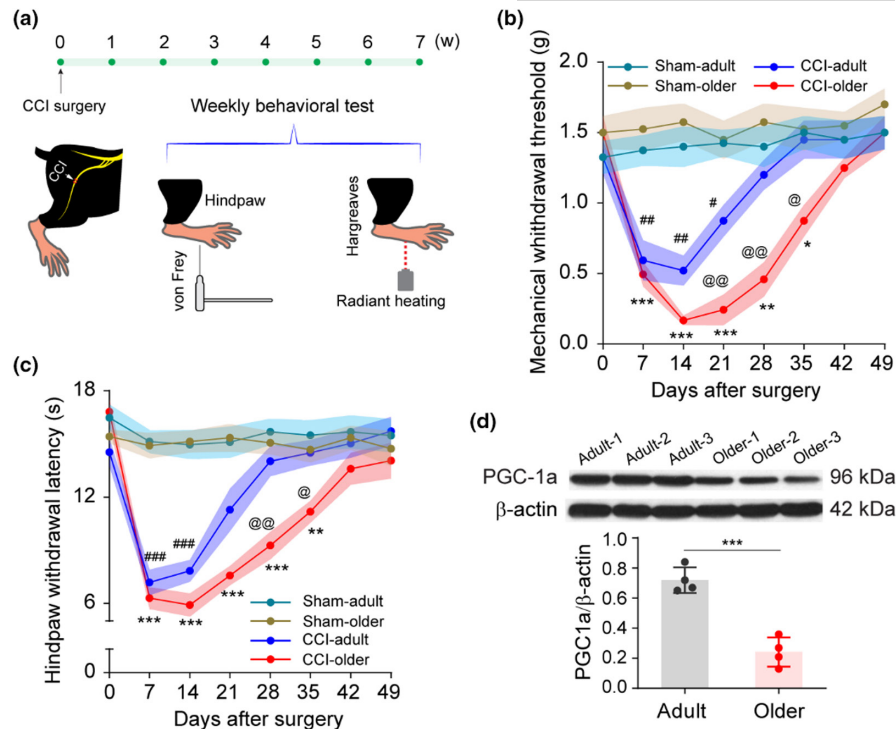 (a)
0 1 2 3 4 5 6 7 (w)
CCI surgery
Weekly behavioral test
CCI
Hindpaw
von Frey
Hargreaves
Radiant heating
(b)
Mechanical whithdrawal threshold (g)
Sham-adult CCI-adult
Sham-older CCI-older
2.0
1.5
1.0
0.5
0.0
## ## # @
@@ @@ *
*** *** *** **
0 7 14 21 28 35 42 49
Days after surgery
(c)
Hindpaw withdrawal latency (s)
18
12
6
0
### ### @@ @
*** *** *** *** **
Sham-adult
Sham-older
CCI-adult
CCI-older
0 7 14 21 28 35 42 49
Days after surgery
(d)
Adult-1 Adult-2 Adult-3 Older-1 Older-2 Older-3
PGC-1a 96 kDa
β-actin 42 kDa
PGC1a/β-actin
***
0.8
0.6
0.4
0.2
0.0
Adult Older